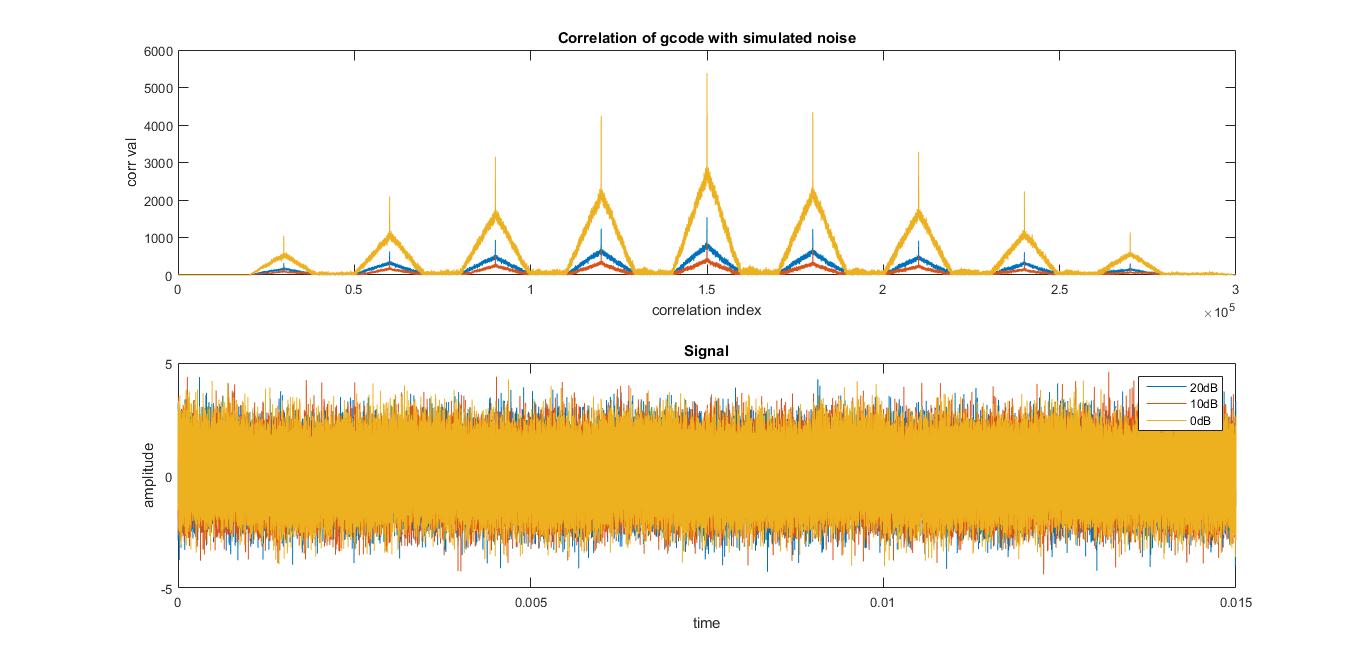 Correlation of gcode with simulated noise
6000
5000
4000
3000
2000
1000
0
corr val
0 0.5 1 1.5 2 2.5 3
correlation index
×10^5
Signal
5
0
-5
amplitude
20dB
10dB
0dB
0 0.005 0.01 0.015
time